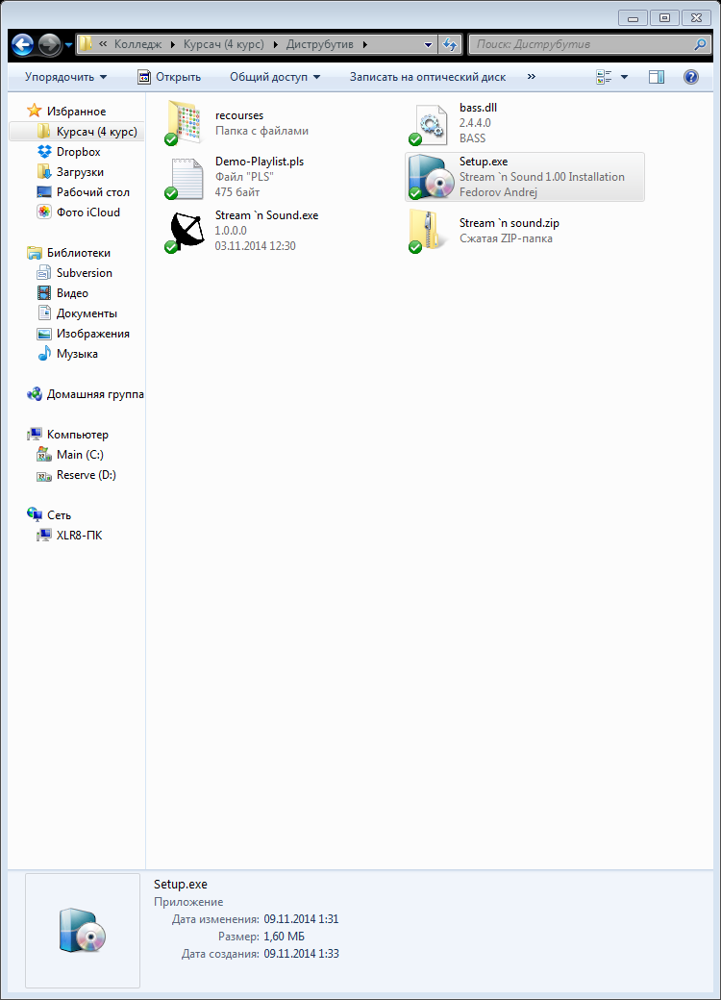 « Колледж Курсач (4 курс) Диструбутив
Поиск: Диструбутив
Упорядочить Открыть Общий доступ Записать на оптический диск »
Избранное
Курсач (4 курс)
Dropbox
Загрузки
Рабочий стол
Фото iCloud
Библиотеки
Subversion
Видео
Документы
Изображения
Музыка
Домашняя группа
Компьютер
Main (C:)
Reserve (D:)
Сеть
XLR8-ПК
recourses
Папка с файлами
bass.dll
2.4.4.0
BASS
Demo-Playlist.pls
Файл "PLS"
475 байт
Setup.exe
Stream `n Sound 1.00 Installation
Fedorov Andrej
Stream `n Sound.exe
1.0.0.0
03.11.2014 12:30
Stream `n sound.zip
Сжатая ZIP-папка
Setup.exe
Приложение
Дата изменения: 09.11.2014 1:31
Размер: 1,60 МБ
Дата создания: 09.11.2014 1:33